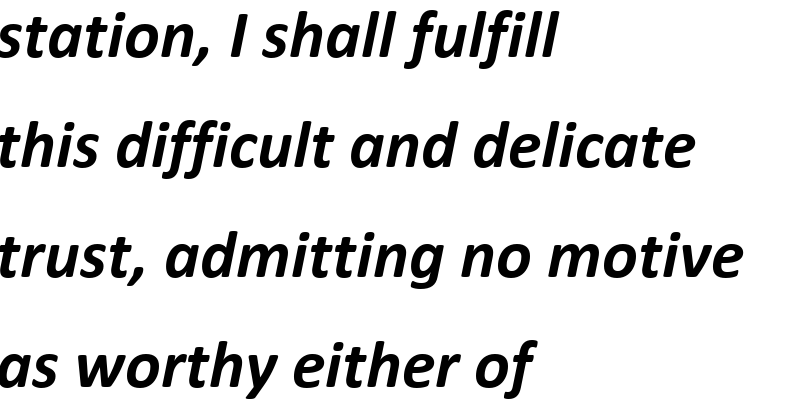 station, I shall fulfill
this difficult and delicate
trust, admitting no motive
as worthy either of